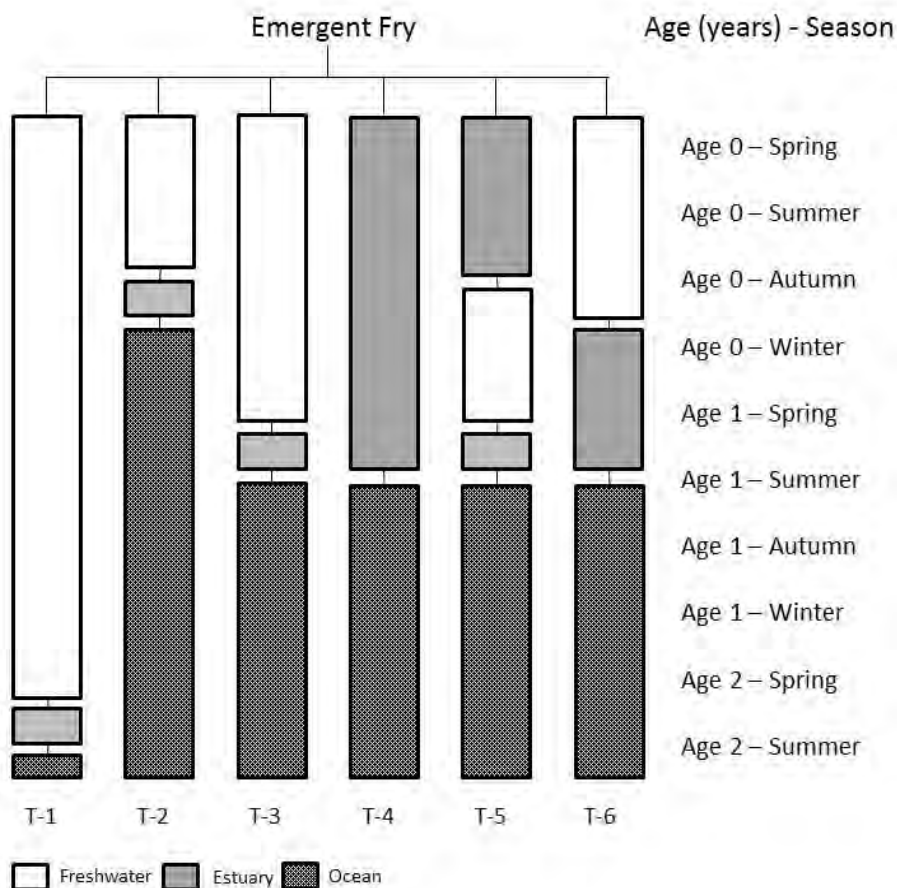 Emergent Fry
Age (years) - Season
Age 0 – Spring
Age 0 – Summer
Age 0 – Autumn
Age 0 – Winter
Age 1 – Spring
Age 1 – Summer
Age 1 – Autumn
Age 1 – Winter
Age 2 – Spring
Age 2 – Summer
T-1 T-2 T-3 T-4 T-5 T-6
Freshwater Estuary Ocean